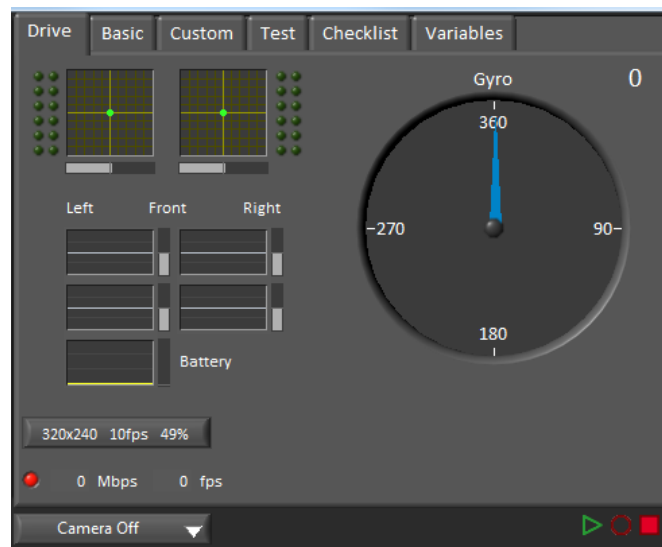 Drive Basic Custom Test Checklist Variables
Gyro 0
360
Left Front Right
270 90
180
Battery
320x240 10fps 49%
0 Mbps 0 fps
Camera Off